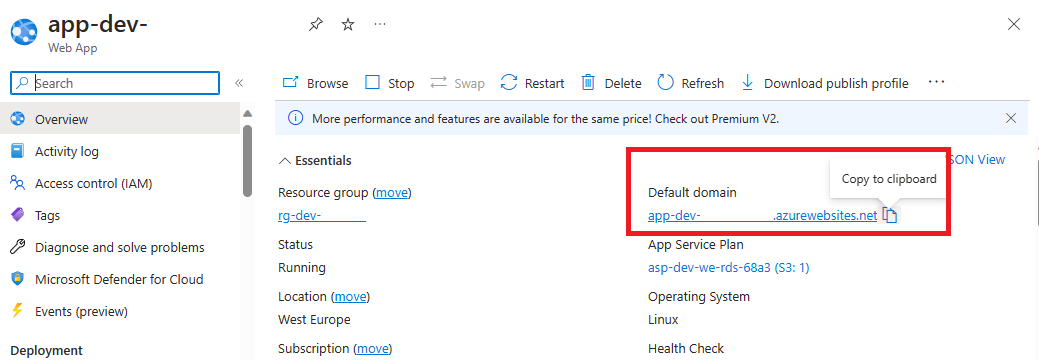 app-dev-
Web App
Search
«
Browse Stop Swap Restart Delete Refresh Download publish profile ...
Overview
More performance and features are available for the same price! Check out Premium V2.
Activity log
Essentials
SON View
Access control (IAM)
Resource group (move)
Default domain
Copy to clipboard
Tags
rg-dev-
app-dev- .azurewebsites.net
Diagnose and solve problems
Status
App Service Plan
Microsoft Defender for Cloud
Running
asp-dev-we-rds-68a3 (S3: 1)
Events (preview)
Location (move)
Operating System
West Europe
Linux
Deployment
Subscription (move)
Health Check